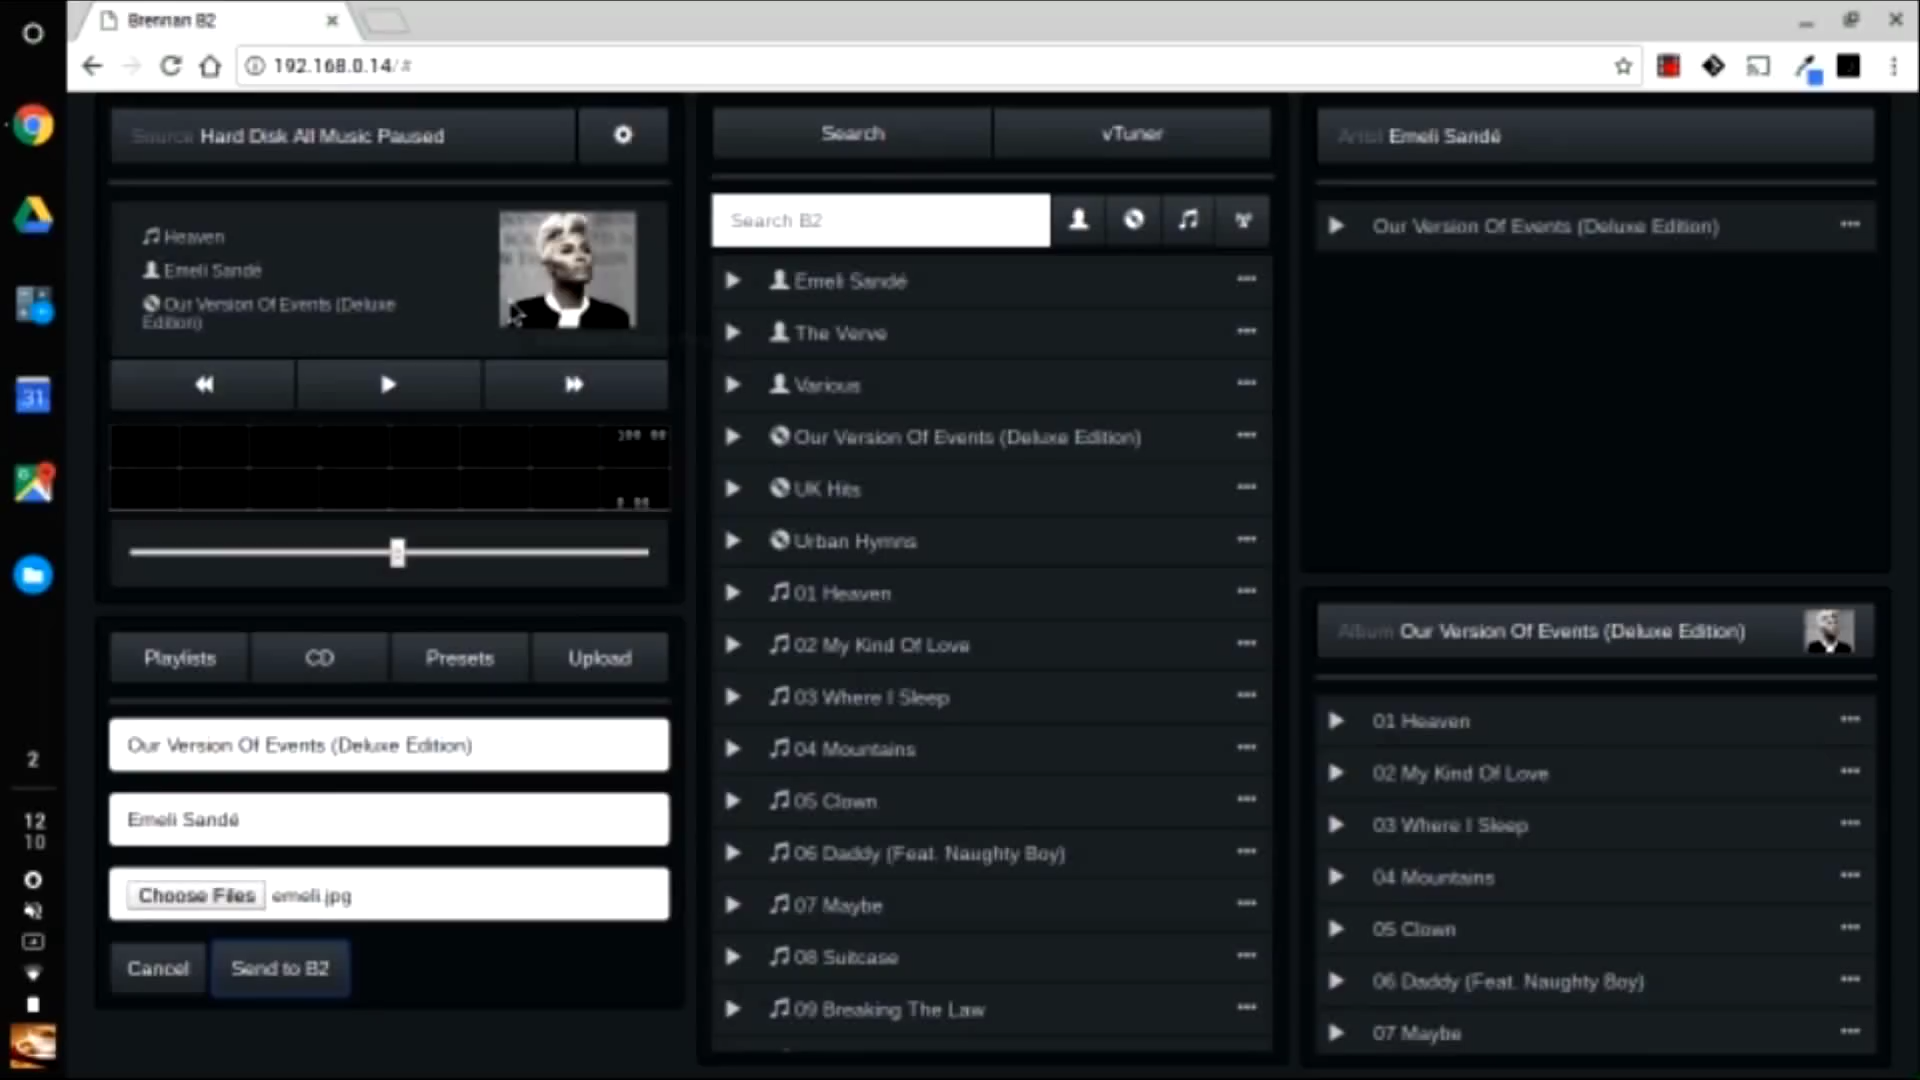 Brennan B2
192.168.0.14/#
Source Hard Disk All Music Paused
Heaven
Emeli Sandé
Our Version Of Events (Deluxe
Edition)
100.00
0.00
Playlists
CD
Presets
Upload
Our Version Of Events (Deluxe Edition)
Emeli Sandé
Choose Files emeli.jpg
Cancel
Send to B2
Search
vTuner
Search B2
Emeli Sandé
The Verve
Various
Our Version Of Events (Deluxe Edition)
UK Hits
Urban Hymns
01 Heaven
02 My Kind Of Love
03 Where I Sleep
04 Mountains
05 Clown
06 Daddy (Feat. Naughty Boy)
07 Maybe
08 Suitcase
09 Breaking The Law
Artist Emeli Sandé
Our Version Of Events (Deluxe Edition)
Album Our Version Of Events (Deluxe Edition)
01 Heaven
02 My Kind Of Love
03 Where I Sleep
04 Mountains
05 Clown
06 Daddy (Feat. Naughty Boy)
07 Maybe
31
2
12
10